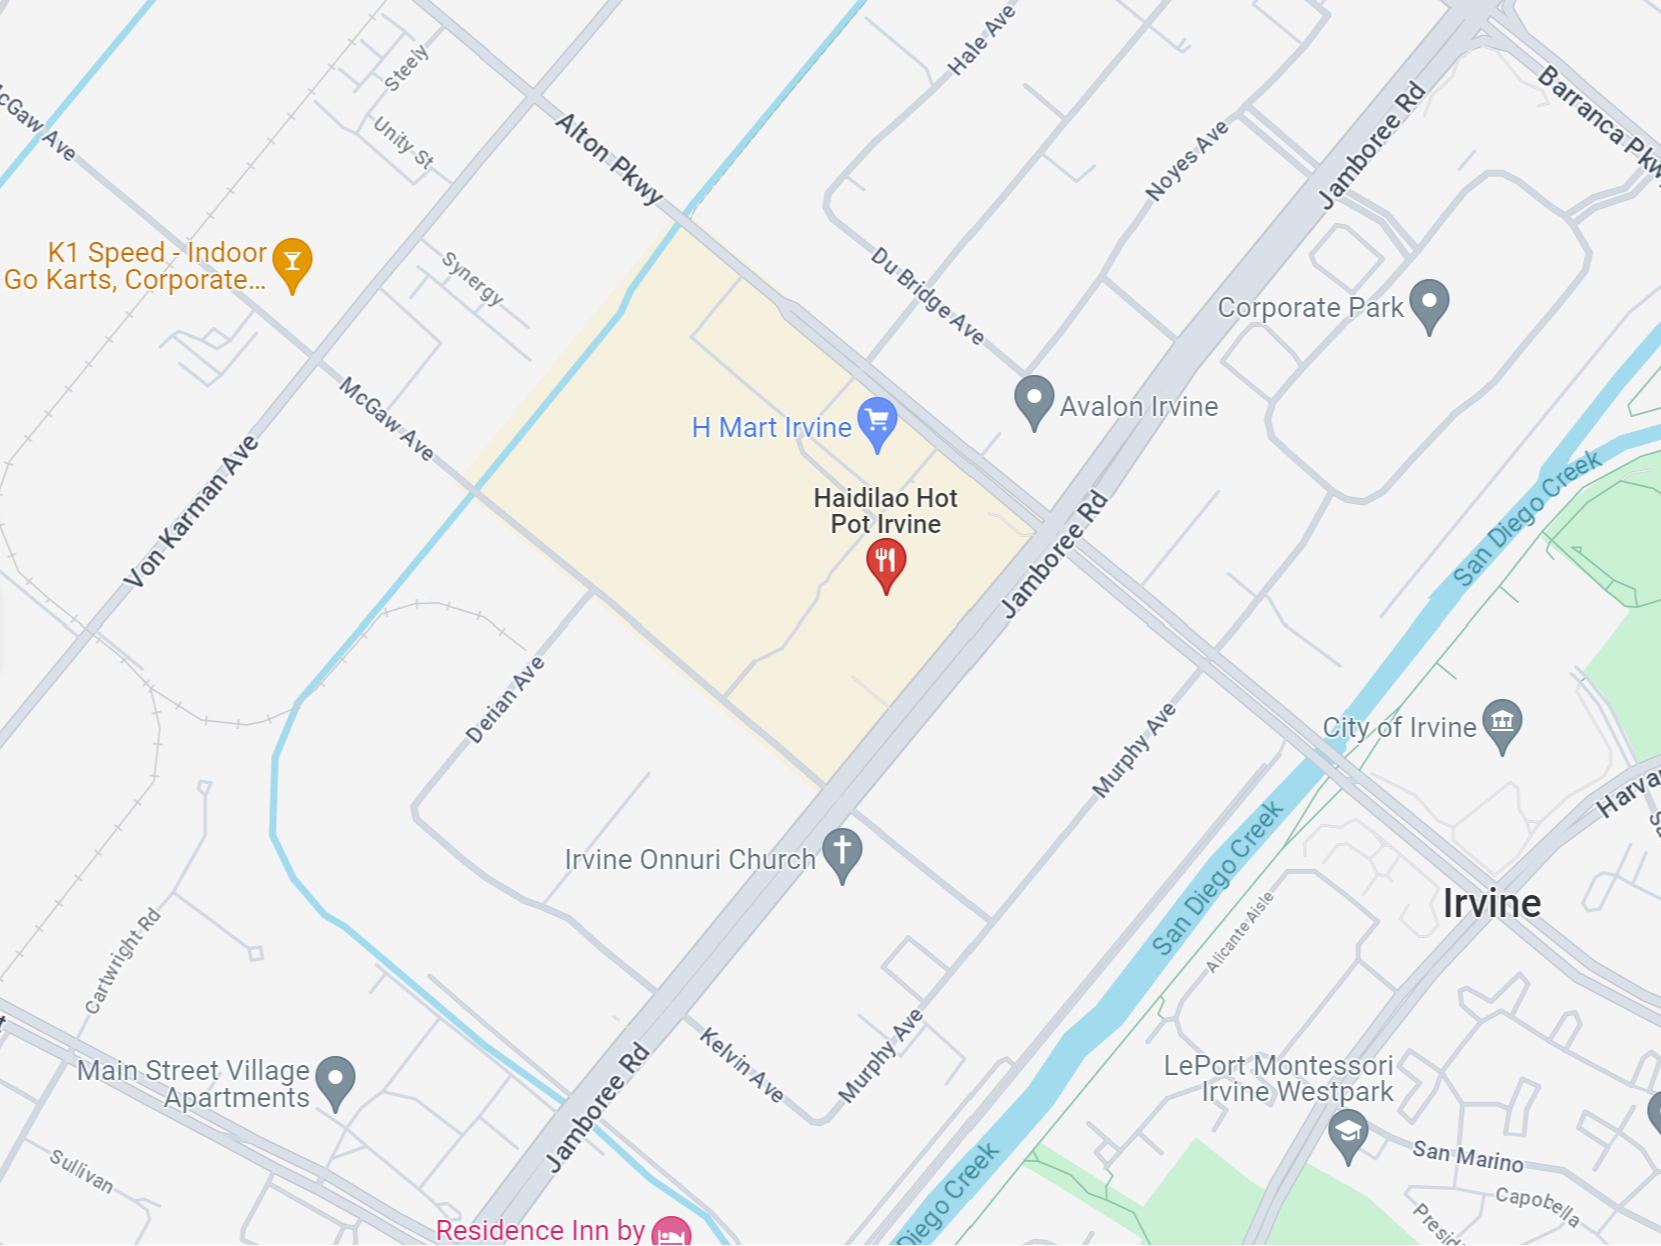 Steely
Hale Ave
Jamboree Rd
Barranca Pkwy
McGaw Ave
Unity St
Alton Pkwy
Noyes Ave
K1 Speed - Indoor
Go Karts, Corporate...
Synergy
Du Bridge Ave
Corporate Park
McGaw Ave
Avalon Irvine
H Mart Irvine
Von Karman Ave
Haidilao Hot
Pot Irvine
Jamboree Rd
San Diego Creek
Derian Ave
Murphy Ave
City of Irvine
Irvine Onnuri Church
San Diego Creek
Irvine
Cartwright Rd
Alicante Aisle
Main Street Village
Apartments
Jamboree Rd
Kelvin Ave
Murphy Ave
LePort Montessori
Irvine Westpark
San Marino
Sullivan
Capobella
Diego Creek
Residence Inn by